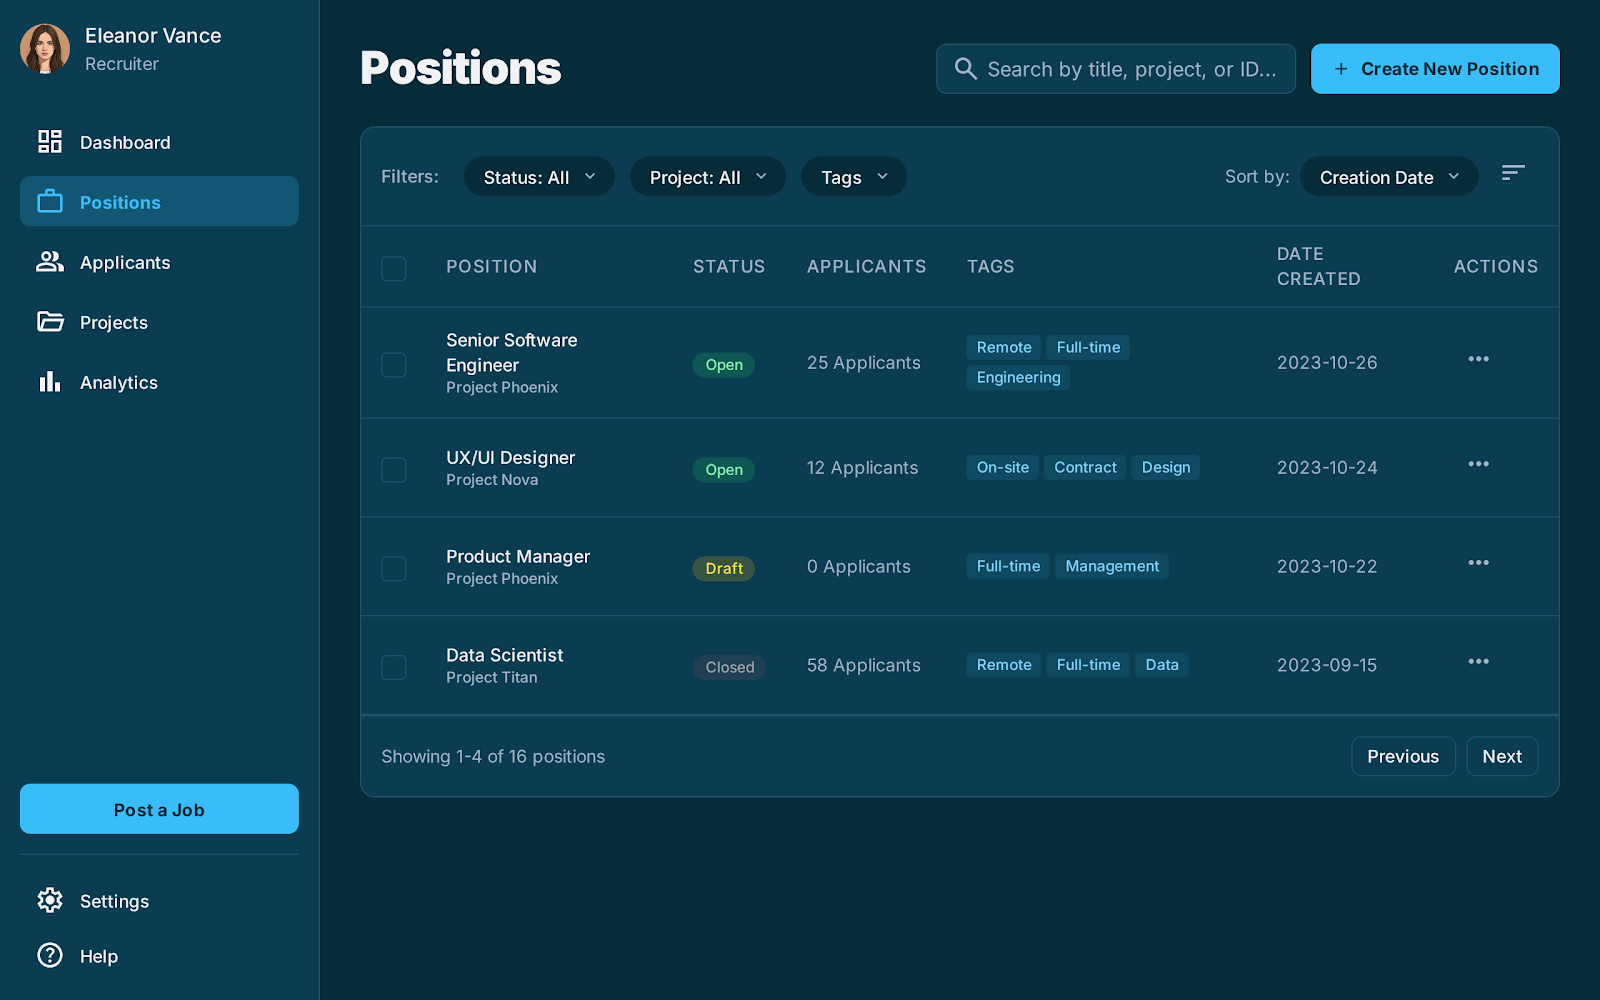 Eleanor Vance
Recruiter
Dashboard
Positions
Applicants
Projects
Analytics
Post a Job
Settings
Help
Positions
Search by title, project, or ID...
+ Create New Position
Filters:
Status: All
Project: All
Tags
Sort by:
Creation Date
POSITION
STATUS
APPLICANTS
TAGS
DATE
CREATED
ACTIONS
Senior Software
Engineer
Project Phoenix
Open
25 Applicants
Remote
Full-time
Engineering
2023-10-26
UX/UI Designer
Project Nova
Open
12 Applicants
On-site
Contract
Design
2023-10-24
Product Manager
Project Phoenix
Draft
0 Applicants
Full-time
Management
2023-10-22
Data Scientist
Project Titan
Closed
58 Applicants
Remote
Full-time
Data
2023-09-15
Showing 1-4 of 16 positions
Previous
Next